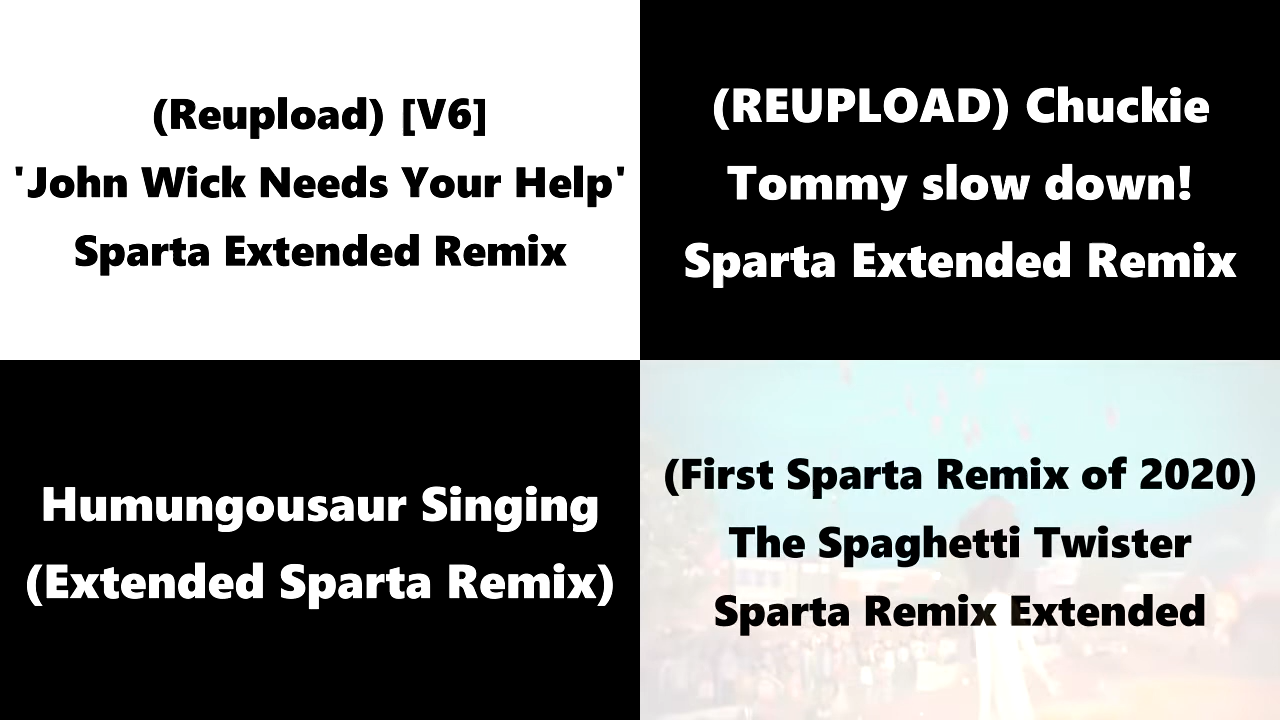 (Reupload) [V6]
'John Wick Needs Your Help'
Sparta Extended Remix
(REUPLOAD) Chuckie
Tommy slow down!
Sparta Extended Remix
Humungousaur Singing
(Extended Sparta Remix)
(First Sparta Remix of 2020)
The Spaghetti Twister
Sparta Remix Extended